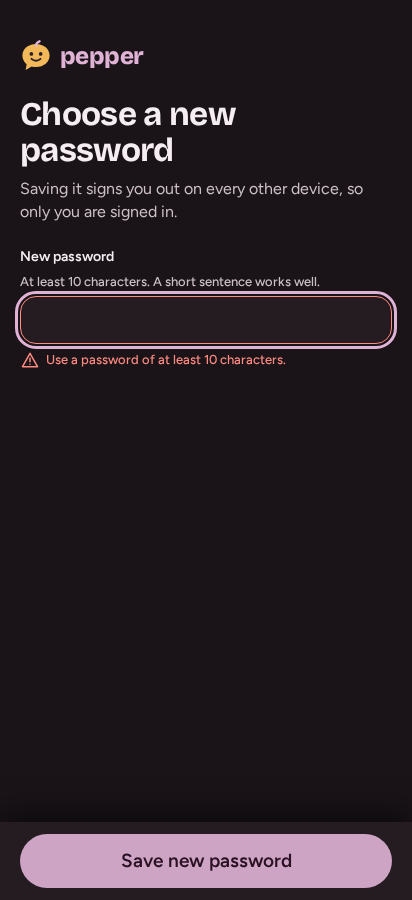 pepper
Choose a new
password
Saving it signs you out on every other device, so
only you are signed in.
New password
At least 10 characters. A short sentence works well.
Use a password of at least 10 characters.
Save new password